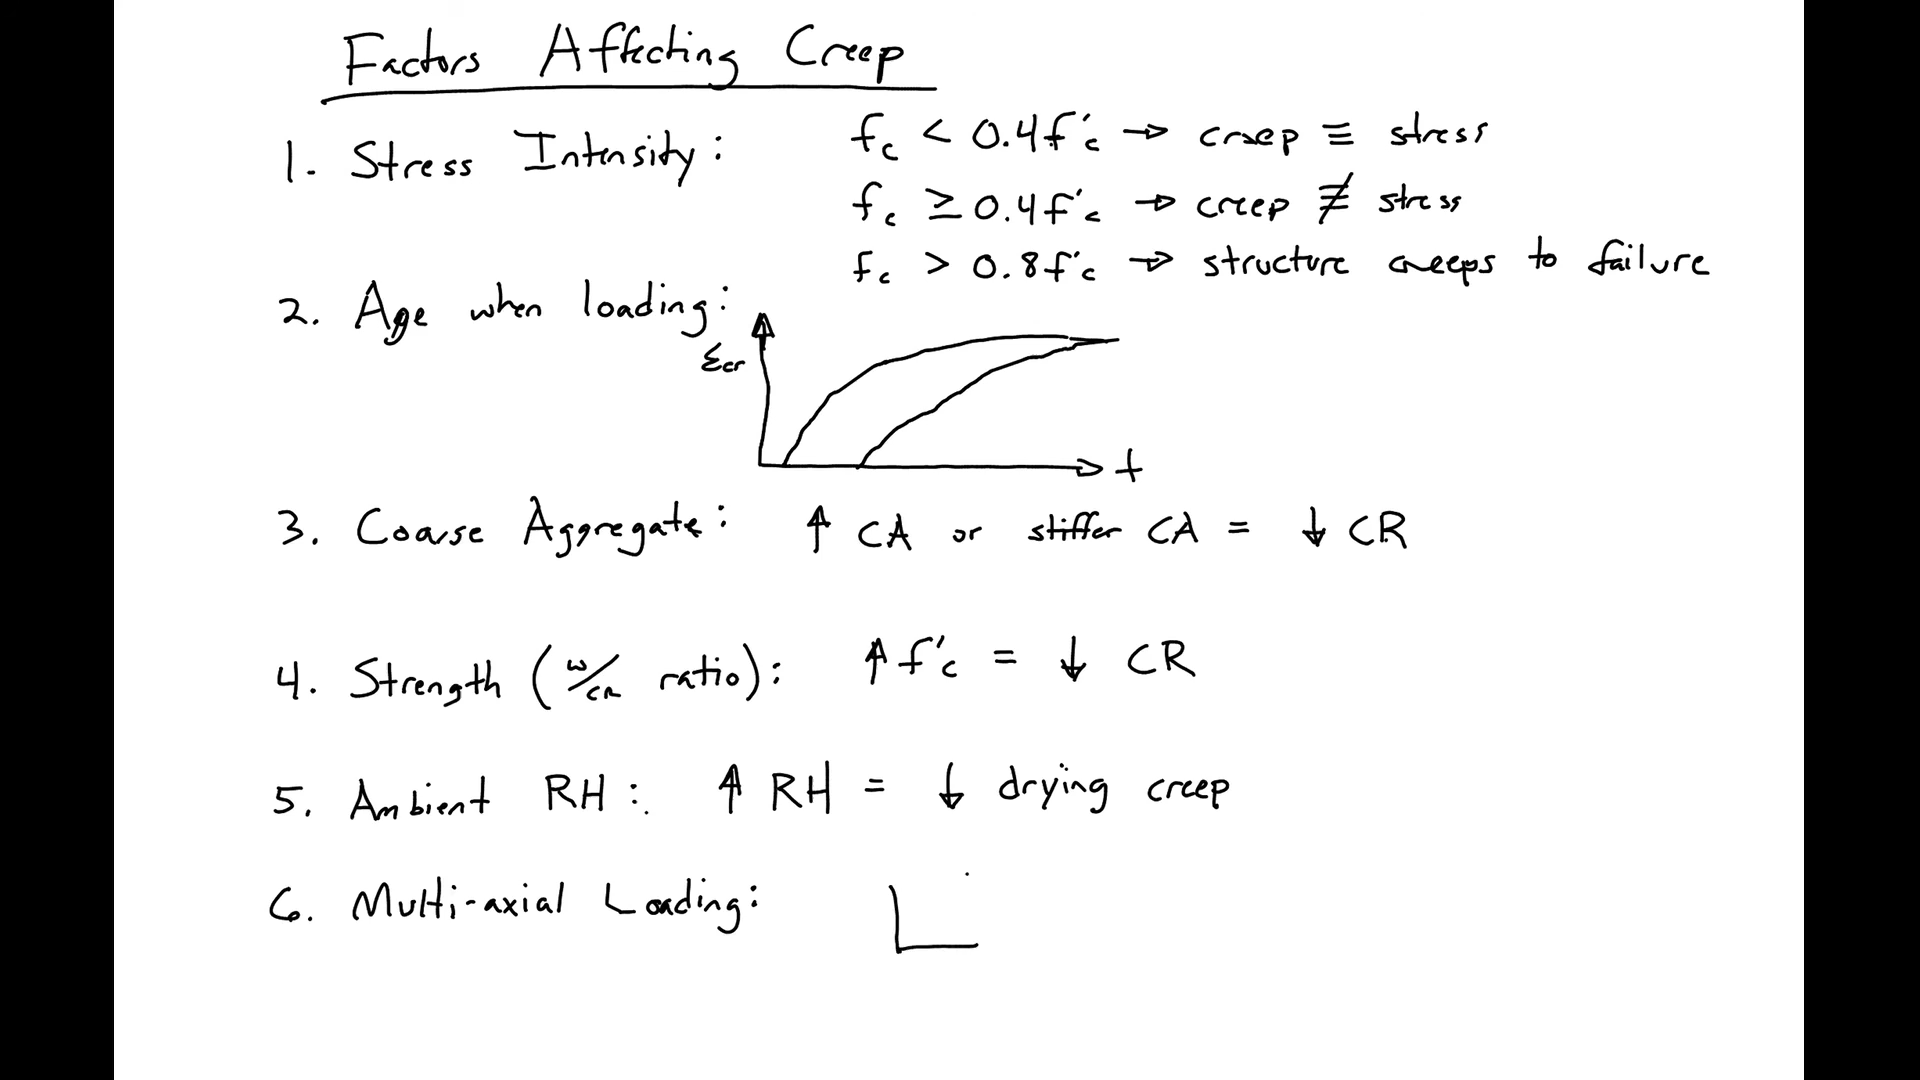 Factors Affecting Creep
1. Stress Intensity: fc < 0.4f'c → creep ≡ stress
fc ≥ 0.4f'c → creep ≢ stress
fc > 0.8f'c → structure creeps to failure
2. Age when loading:
εcr
t
3. Coarse Aggregate: ↑ CA or stiffer CA = ↓ CR
4. Strength (w/cr ratio): ↑ f'c = ↓ CR
5. Ambient RH: ↑ RH = ↓ drying creep
6. Multi-axial Loading: